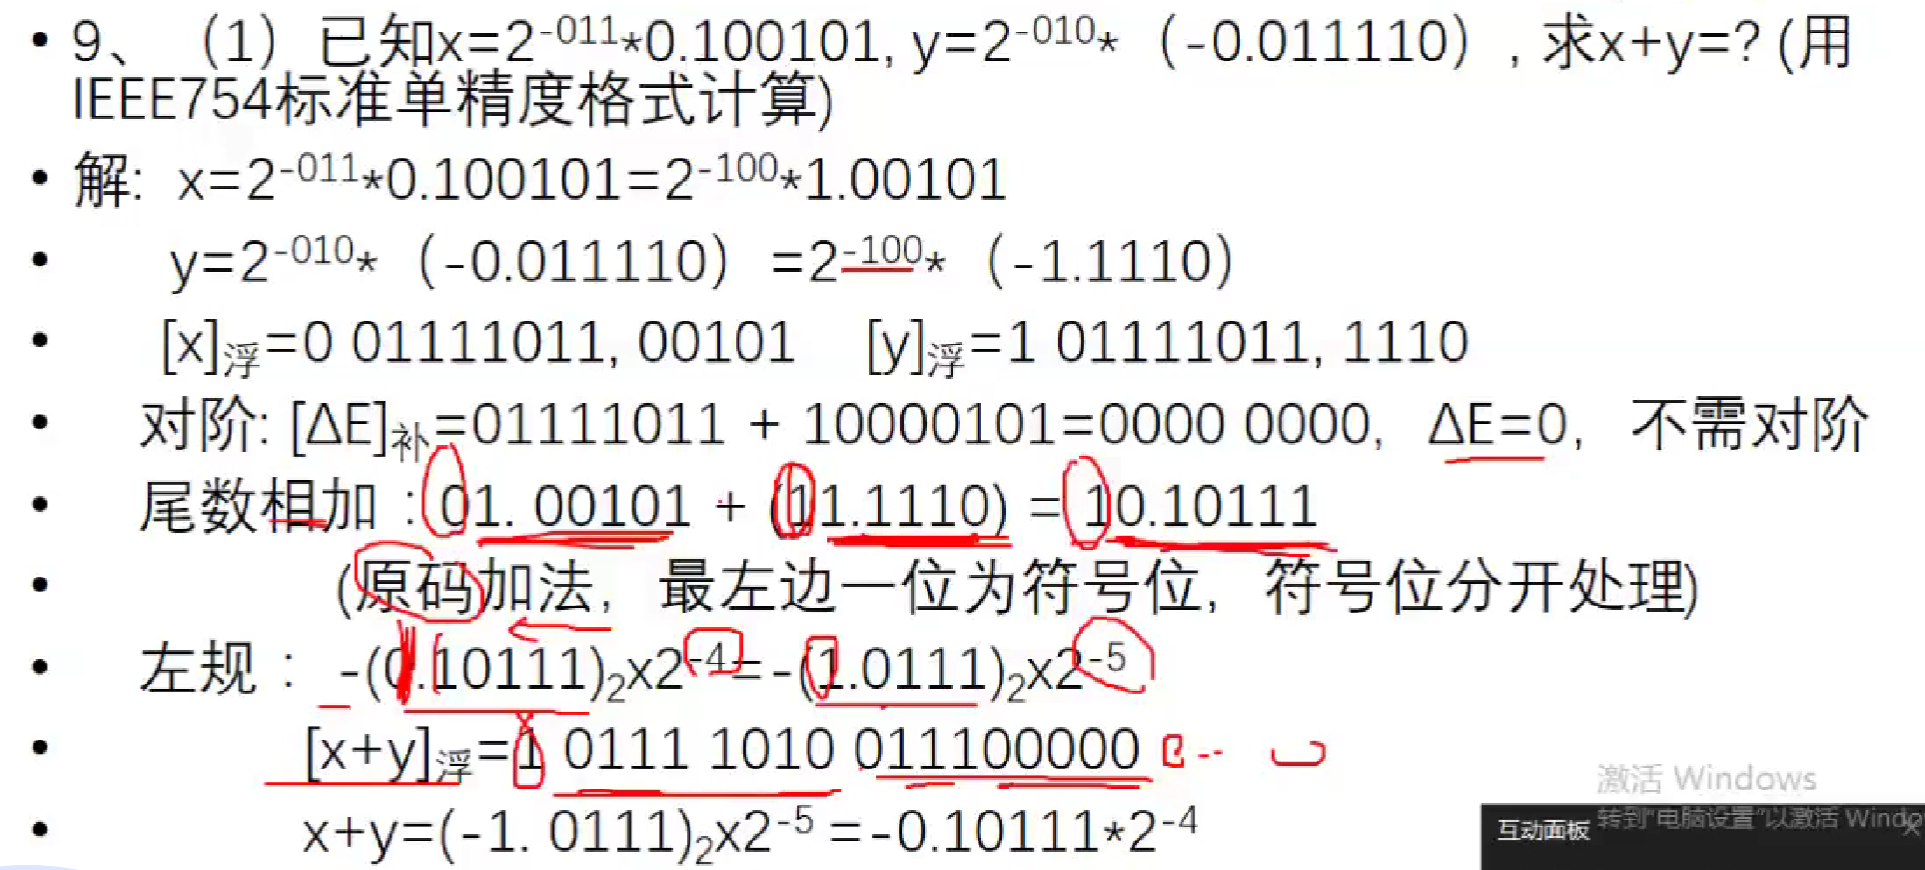 • 9、（1）已知x=2⁻⁰¹¹*0.100101, y=2⁻⁰¹⁰*（-0.011110）, 求x+y=? (用
IEEE754标准单精度格式计算)
• 解: x=2⁻⁰¹¹*0.100101=2⁻¹⁰⁰*1.00101
• y=2⁻⁰¹⁰*（-0.011110）=2⁻¹⁰⁰*（-1.1110）
• [x]浮=0 01111011, 00101 [y]浮=1 01111011, 1110
• 对阶: [ΔE]补=01111011 + 10000101=0000 0000, ΔE=0, 不需对阶
• 尾数相加：01. 00101 + (11.1110) = 10.10111
• (原码加法, 最左边一位为符号位, 符号位分开处理)
• 左规：-(0.10111)₂x2⁻⁴=-(1.0111)₂x2⁻⁵
• [x+y]浮=1 0111 1010 011100000
• x+y=(-1. 0111)₂x2⁻⁵ =-0.10111*2⁻⁴
激活 Windows
转到"电脑设置"以激活 Windo
互动面板